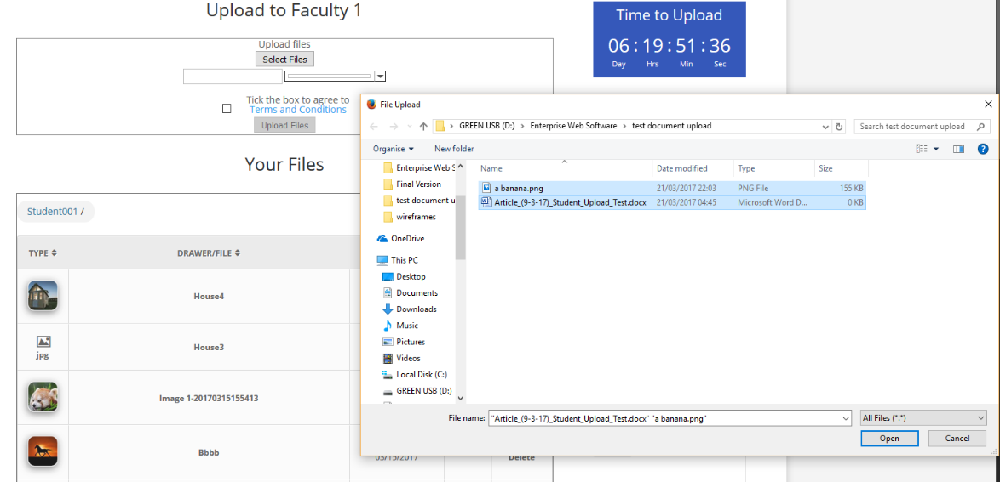 Upload to Faculty 1
Upload files
Select Files
Tick the box to agree to
Terms and Conditions
Upload Files
Time to Upload
06 : 19 : 51 : 36
Day Hrs Min Sec
Your Files
Student001 /
TYPE DRAWER/FILE
House4
jpg House3
Image 1-20170315155413
Bbbb 03/15/2017 Delete
File Upload
GREEN USB (D:) › Enterprise Web Software › test document upload
Search test document upload
Organise New folder
Enterprise Web S
Final Version
test document u
wireframes
OneDrive
This PC
Desktop
Documents
Downloads
Music
Pictures
Videos
Local Disk (C:)
GREEN USB (D:)
Name Date modified Type Size
a banana.png 21/03/2017 22:03 PNG File 155 KB
Article_(9-3-17)_Student_Upload_Test.docx 21/03/2017 04:45 Microsoft Word D... 0 KB
File name: "Article_(9-3-17)_Student_Upload_Test.docx" "a banana.png"
All Files (*.*)
Open Cancel